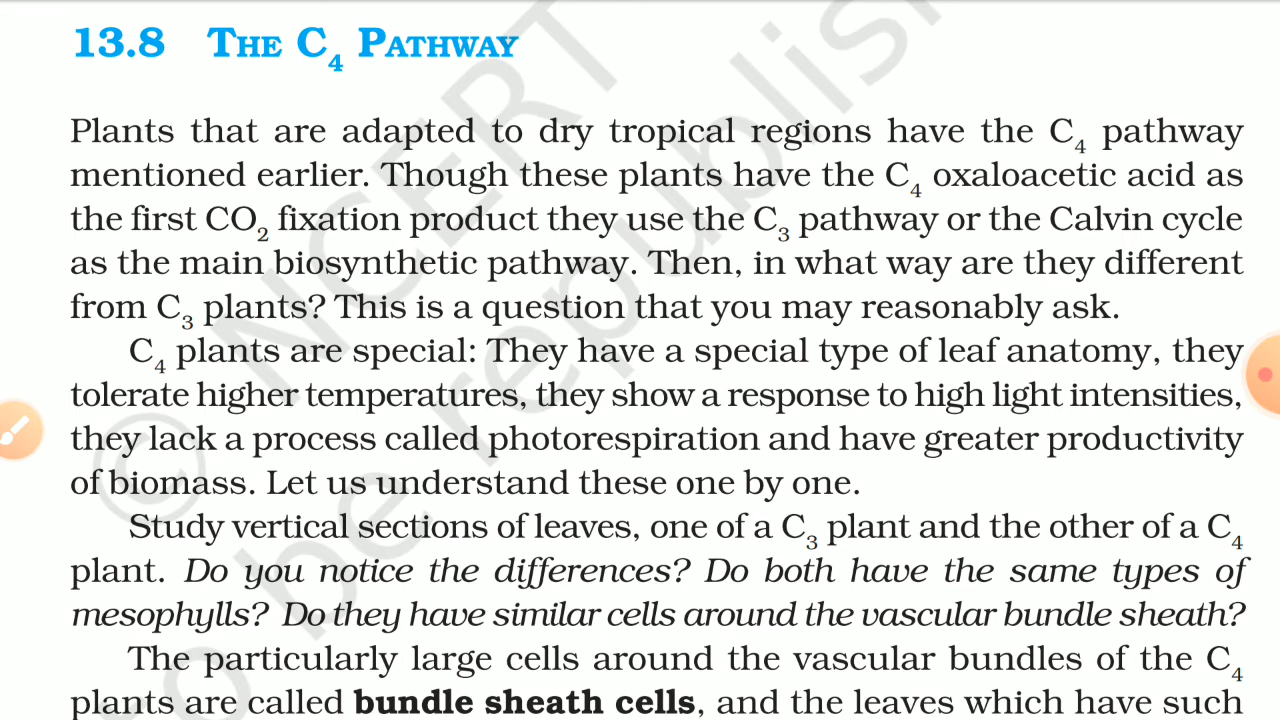 13.8 THE C4 PATHWAY
Plants that are adapted to dry tropical regions have the C4 pathway
mentioned earlier. Though these plants have the C4 oxaloacetic acid as
the first CO2 fixation product they use the C3 pathway or the Calvin cycle
as the main biosynthetic pathway. Then, in what way are they different
from C3 plants? This is a question that you may reasonably ask.
C4 plants are special: They have a special type of leaf anatomy, they
tolerate higher temperatures, they show a response to high light intensities,
they lack a process called photorespiration and have greater productivity
of biomass. Let us understand these one by one.
Study vertical sections of leaves, one of a C3 plant and the other of a C4
plant. Do you notice the differences? Do both have the same types of
mesophylls? Do they have similar cells around the vascular bundle sheath?
The particularly large cells around the vascular bundles of the C4
plants are called bundle sheath cells, and the leaves which have such
© NCERT
to be republis